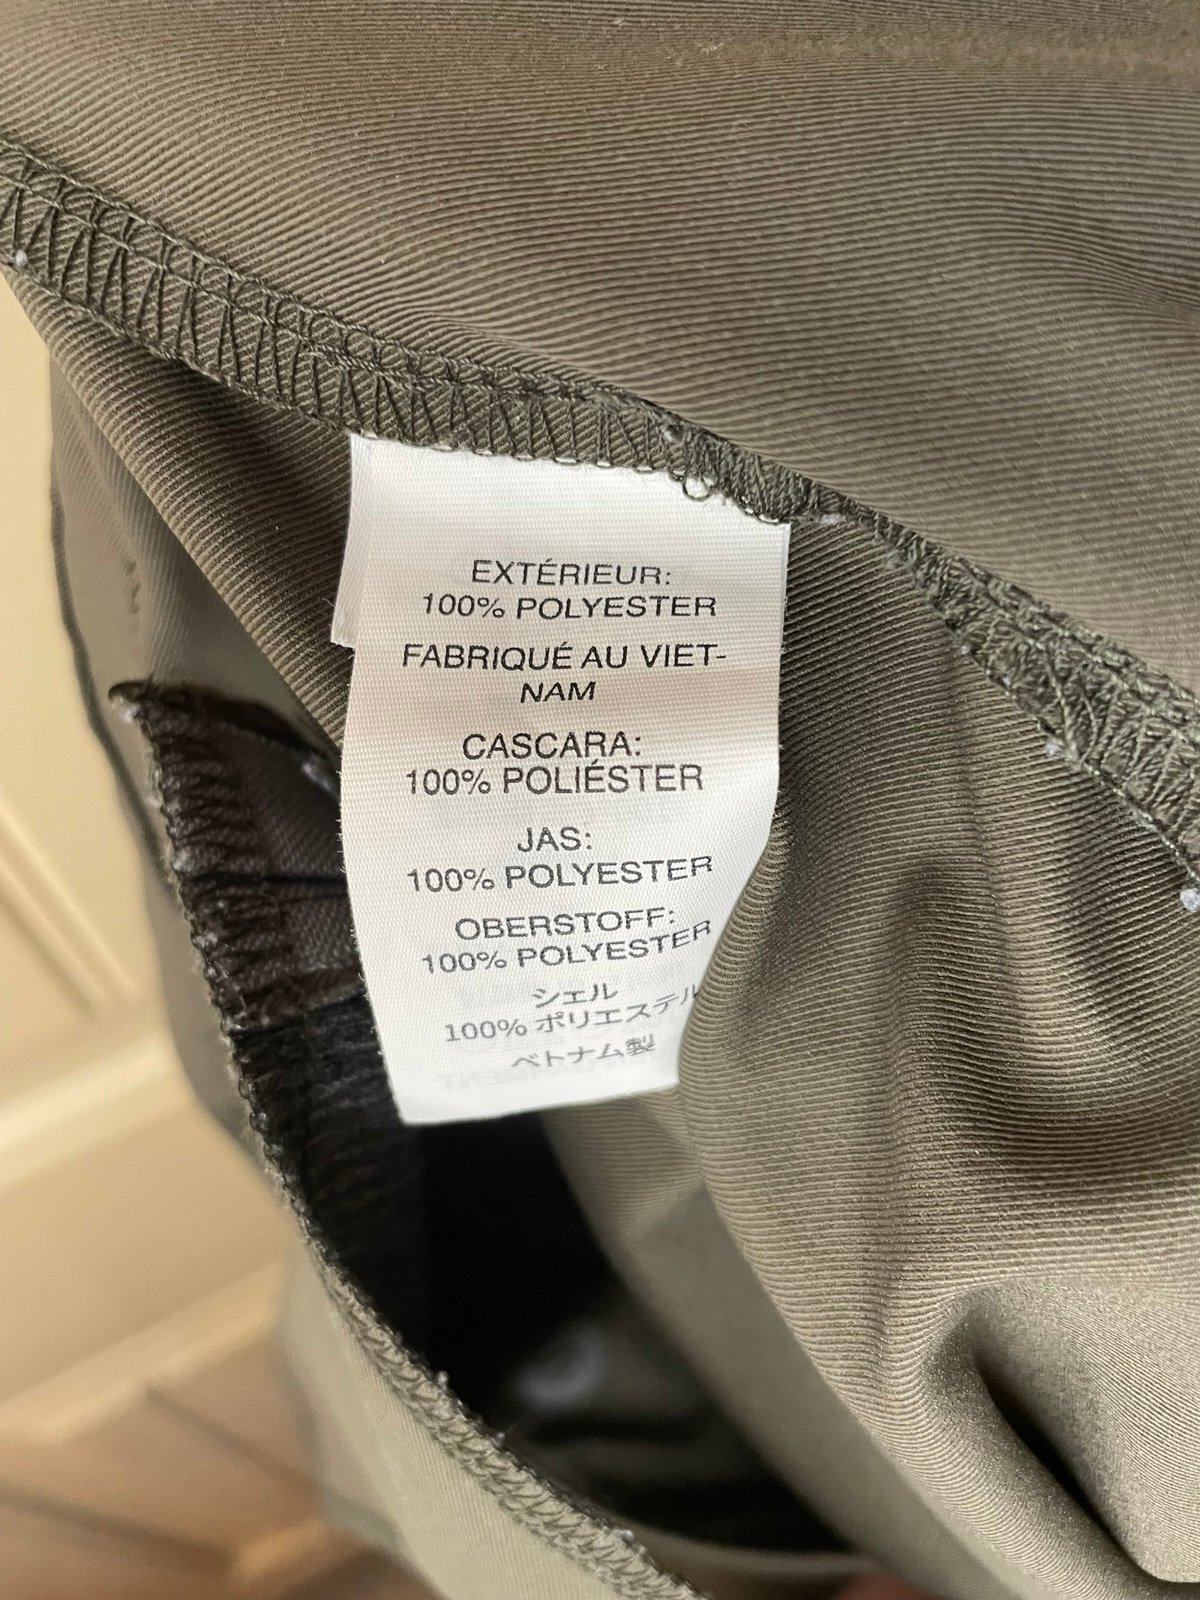 EXTÉRIEUR:
100% POLYESTER
FABRIQUÉ AU VIET-
NAM
CASCARA:
100% POLIÉSTER
JAS:
100% POLYESTER
OBERSTOFF:
100% POLYESTER
シェル
100% ポリエステル
ベトナム製